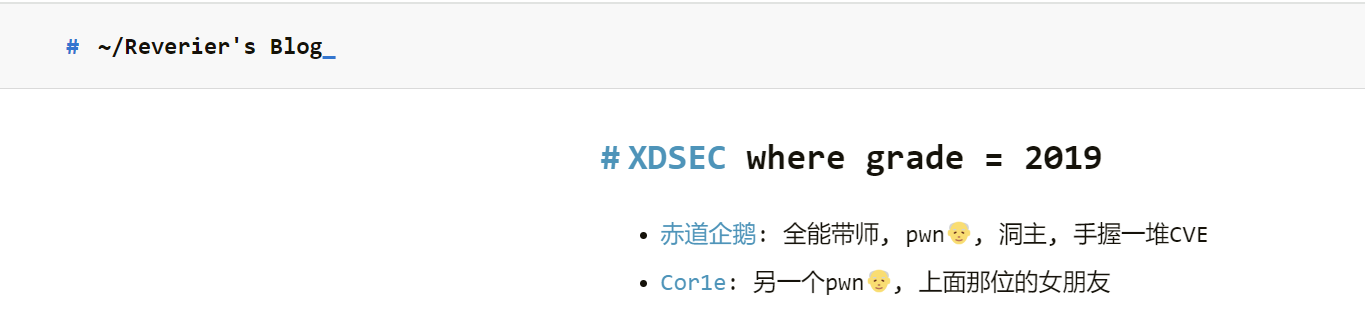 # ~/Reverier's Blog_
# XDSEC where grade = 2019
• 赤道企鹅: 全能带师, pwn👴, 洞主, 手握一堆CVE
• Cor1e: 另一个pwn👴, 上面那位的女朋友